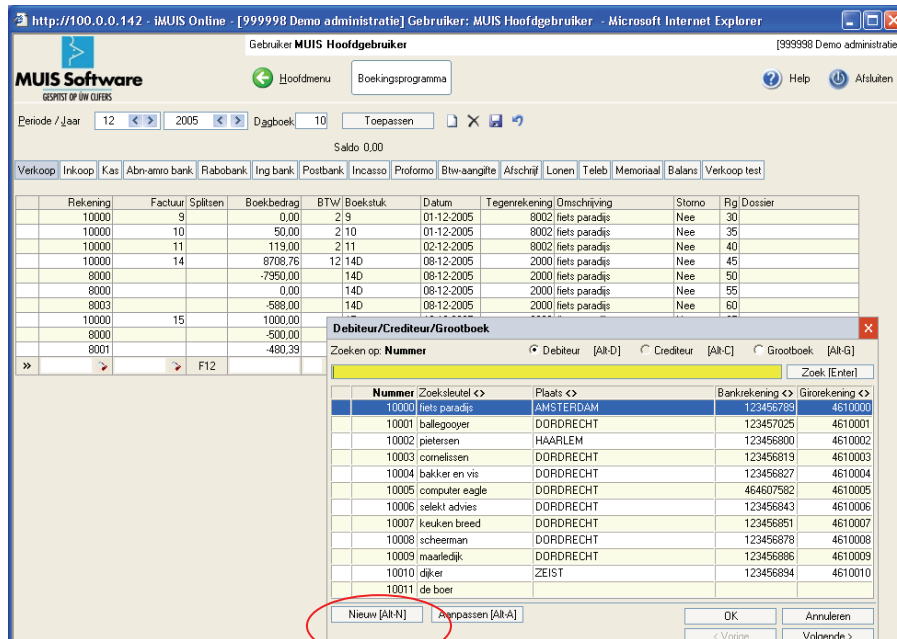 http://100.0.0.142 - iMUIS Online - [999998 Demo administratie] Gebruiker: MUIS Hoofdgebruiker - Microsoft Internet Explorer
Gebruiker MUIS Hoofdgebruiker [999998 Demo administratie
MUIS Software
GESPITST OP ÚW CIJFERS
Hoofdmenu Boekingsprogramma Help Afsluiten
Periode / Jaar 12 < > 2005 < > Dagboek 10 Toepassen
Saldo 0,00
Verkoop Inkoop Kas Abn-amro bank Rabobank Ing bank Postbank Incasso Proformo Btw-aangifte Afschrijf Lonen Teleb Memoriaal Balans Verkoop test
Rekening Factuur Splitsen Boekbedrag BTW Boekstuk Datum Tegenrekening Omschrijving Storno Rg Dossier
10000 9 0,00 2 9 01-12-2005 8002 fiets paradijs Nee 30
10000 10 50,00 2 10 01-12-2005 8002 fiets paradijs Nee 35
10000 11 119,00 2 11 02-12-2005 8002 fiets paradijs Nee 40
10000 14 8708,76 12 14D 08-12-2005 2000 fiets paradijs Nee 45
8000 -7950,00 14D 08-12-2005 2000 fiets paradijs Nee 50
8000 0,00 14D 08-12-2005 2000 fiets paradijs Nee 55
8003 -588,00 14D 08-12-2005 2000 fiets paradijs Nee 60
10000 15 1000,00
8000 -500,00
8001 -480,39
» F12
Debiteur/Crediteur/Grootboek
Zoeken op: Nummer Debiteur [Alt-D] Crediteur [Alt-C] Grootboek [Alt-G]
Zoek [Enter]
Nummer Zoeksleutel <> Plaats <> Bankrekening <> Girorekening <>
10000 fiets paradijs AMSTERDAM 123456789 4610000
10001 ballegooyer DORDRECHT 123457025 4610001
10002 pietersen HAARLEM 123456800 4610002
10003 cornelissen DORDRECHT 123456819 4610003
10004 bakker en vis DORDRECHT 123456827 4610004
10005 computer eagle DORDRECHT 464607582 4610005
10006 selekt advies DORDRECHT 123456843 4610006
10007 keuken breed DORDRECHT 123456851 4610007
10008 scheerman DORDRECHT 123456878 4610008
10009 maarledijk DORDRECHT 123456886 4610009
10010 dijker ZEIST 123456894 4610010
10011 de boer
Nieuw [Alt-N] Aanpassen [Alt-A] OK Annuleren
< Vorige Volgende >